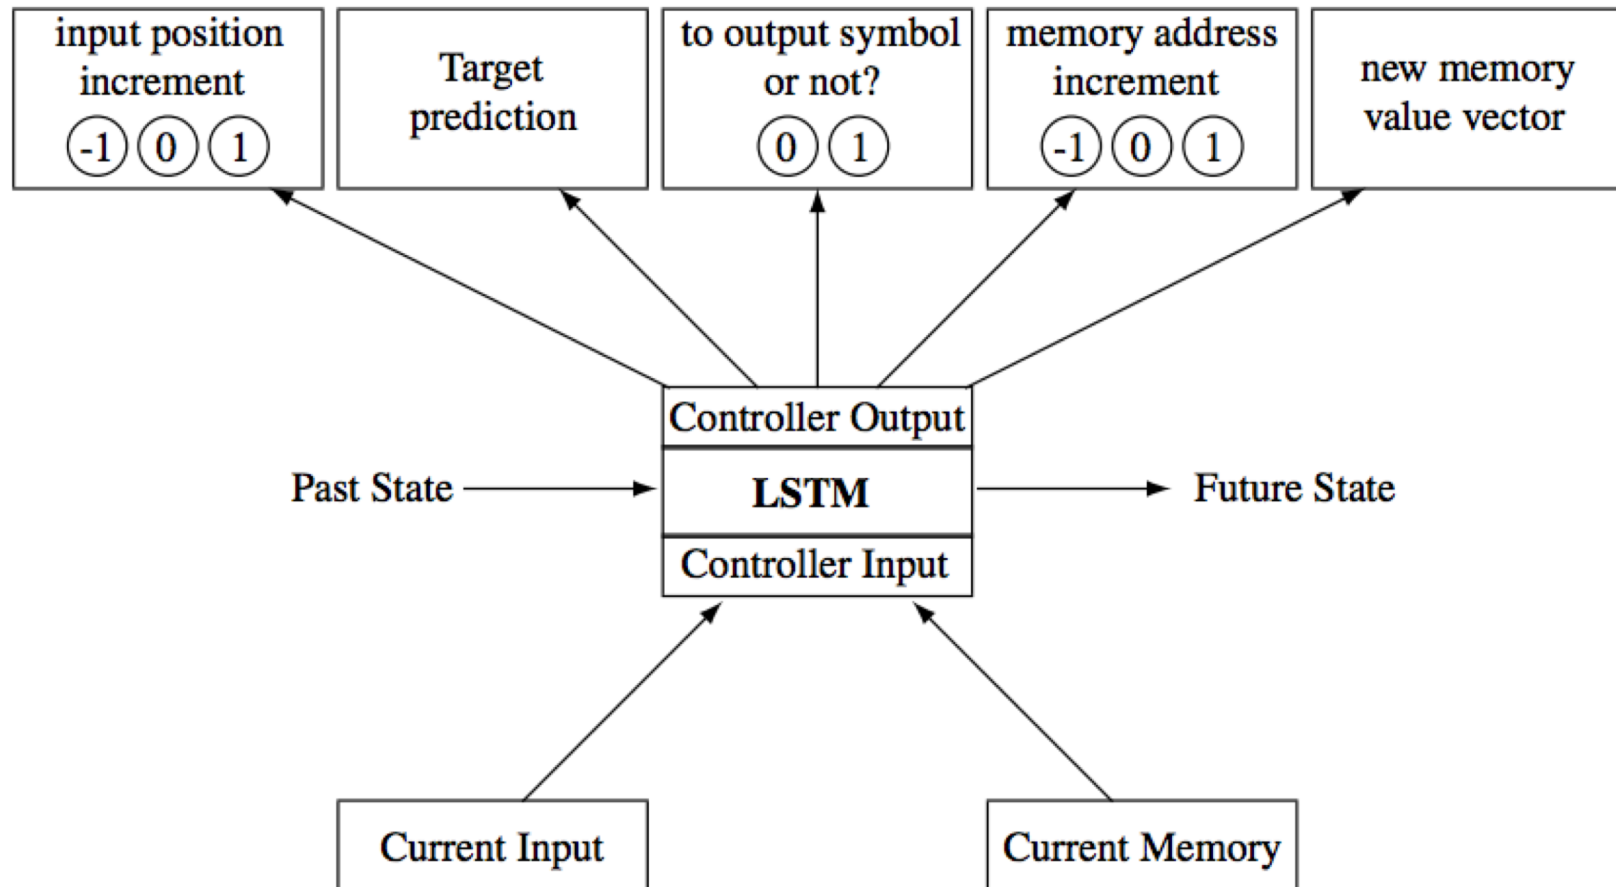 input position
increment
-1 0 1
Target
prediction
to output symbol
or not?
0 1
memory address
increment
-1 0 1
new memory
value vector
Controller Output
Past State
LSTM
Future State
Controller Input
Current Input
Current Memory